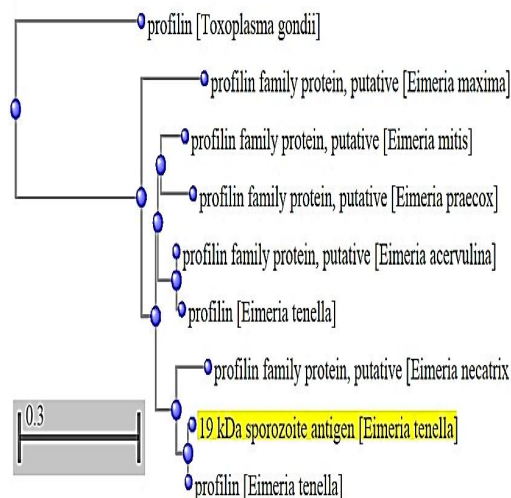 profilin [Toxoplasma gondii]
profilin family protein, putative [Eimeria maxima]
profilin family protein, putative [Eimeria mitis]
profilin family protein, putative [Eimeria praecox]
profilin family protein, putative [Eimeria acervulina]
profilin [Eimeria tenella]
profilin family protein, putative [Eimeria necatrix
0.3
19 kDa sporozoite antigen [Eimeria tenella]
profilin [Eimeria tenella]